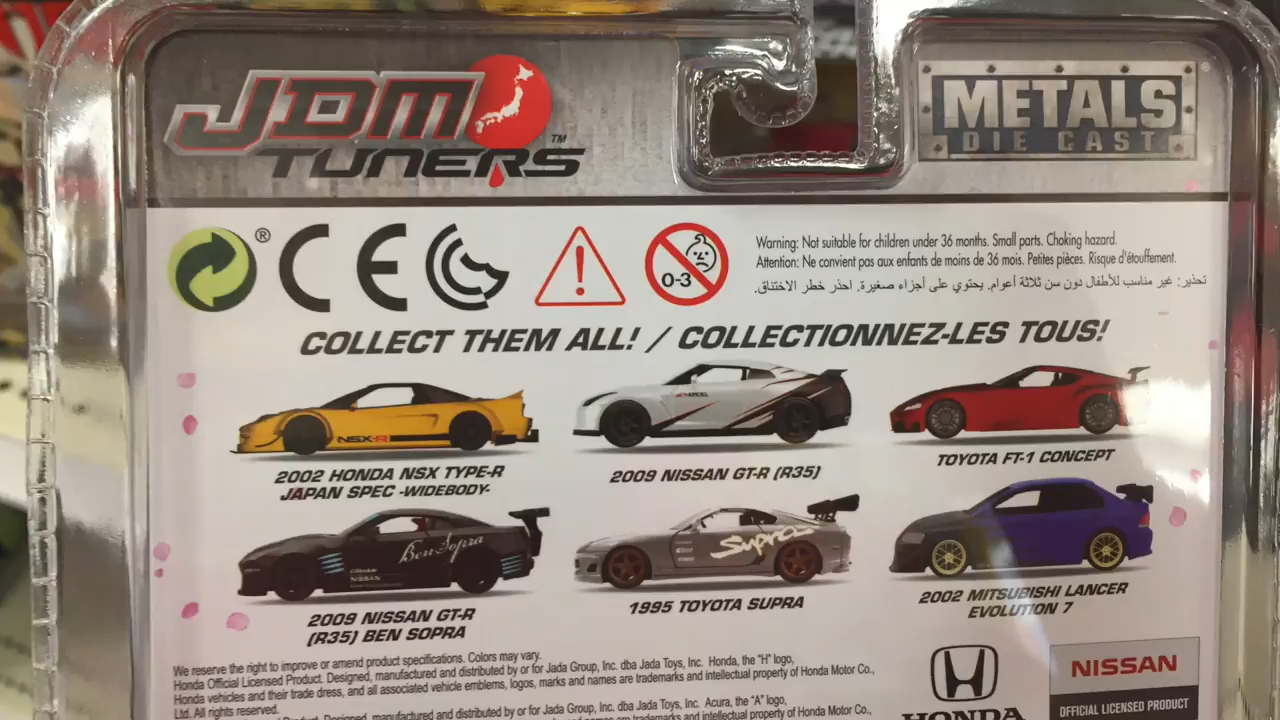 JDM
TUNERS
TM
METALS
®
DIE CAST
®
CE
0-3
Warning: Not suitable for children under 36 months. Small parts. Choking hazard.
Attention: Ne convient pas aux enfants de moins de 36 mois. Petites pièces. Risque d'étouffement.
تحذير: غير مناسب للأطفال دون سن ثلاثة أعوام. يحتوي على أجزاء صغيرة. احذر خطر الاختناق.
COLLECT THEM ALL! / COLLECTIONNEZ-LES TOUS!
NSX-R
2002 HONDA NSX TYPE-R
JAPAN SPEC -WIDEBODY-
2009 NISSAN GT-R (R35)
TOYOTA FT-1 CONCEPT
Ben Sopra
NISSAN
2009 NISSAN GT-R
(R35) BEN SOPRA
Supra
1995 TOYOTA SUPRA
2002 MITSUBISHI LANCER
EVOLUTION 7
We reserve the right to improve or amend product specifications. Colors may vary.
Honda Official Licensed Product. Designed, manufactured and distributed by or for Jada Group, Inc. dba Jada Toys, Inc. Honda, the "H" logo,
Honda vehicles and their trade dress, and all associated vehicle emblems, logos, marks and names are trademarks and intellectual property of Honda Motor Co.,
Ltd. All rights reserved.
Product. Designed, manufactured and distributed by or for Jada Group, Inc. dba Jada Toys, Inc. Acura, the "A" logo,
names are trademarks and intellectual property of Honda Motor Co.,
HONDA
NISSAN
OFFICIAL LICENSED PRODUCT